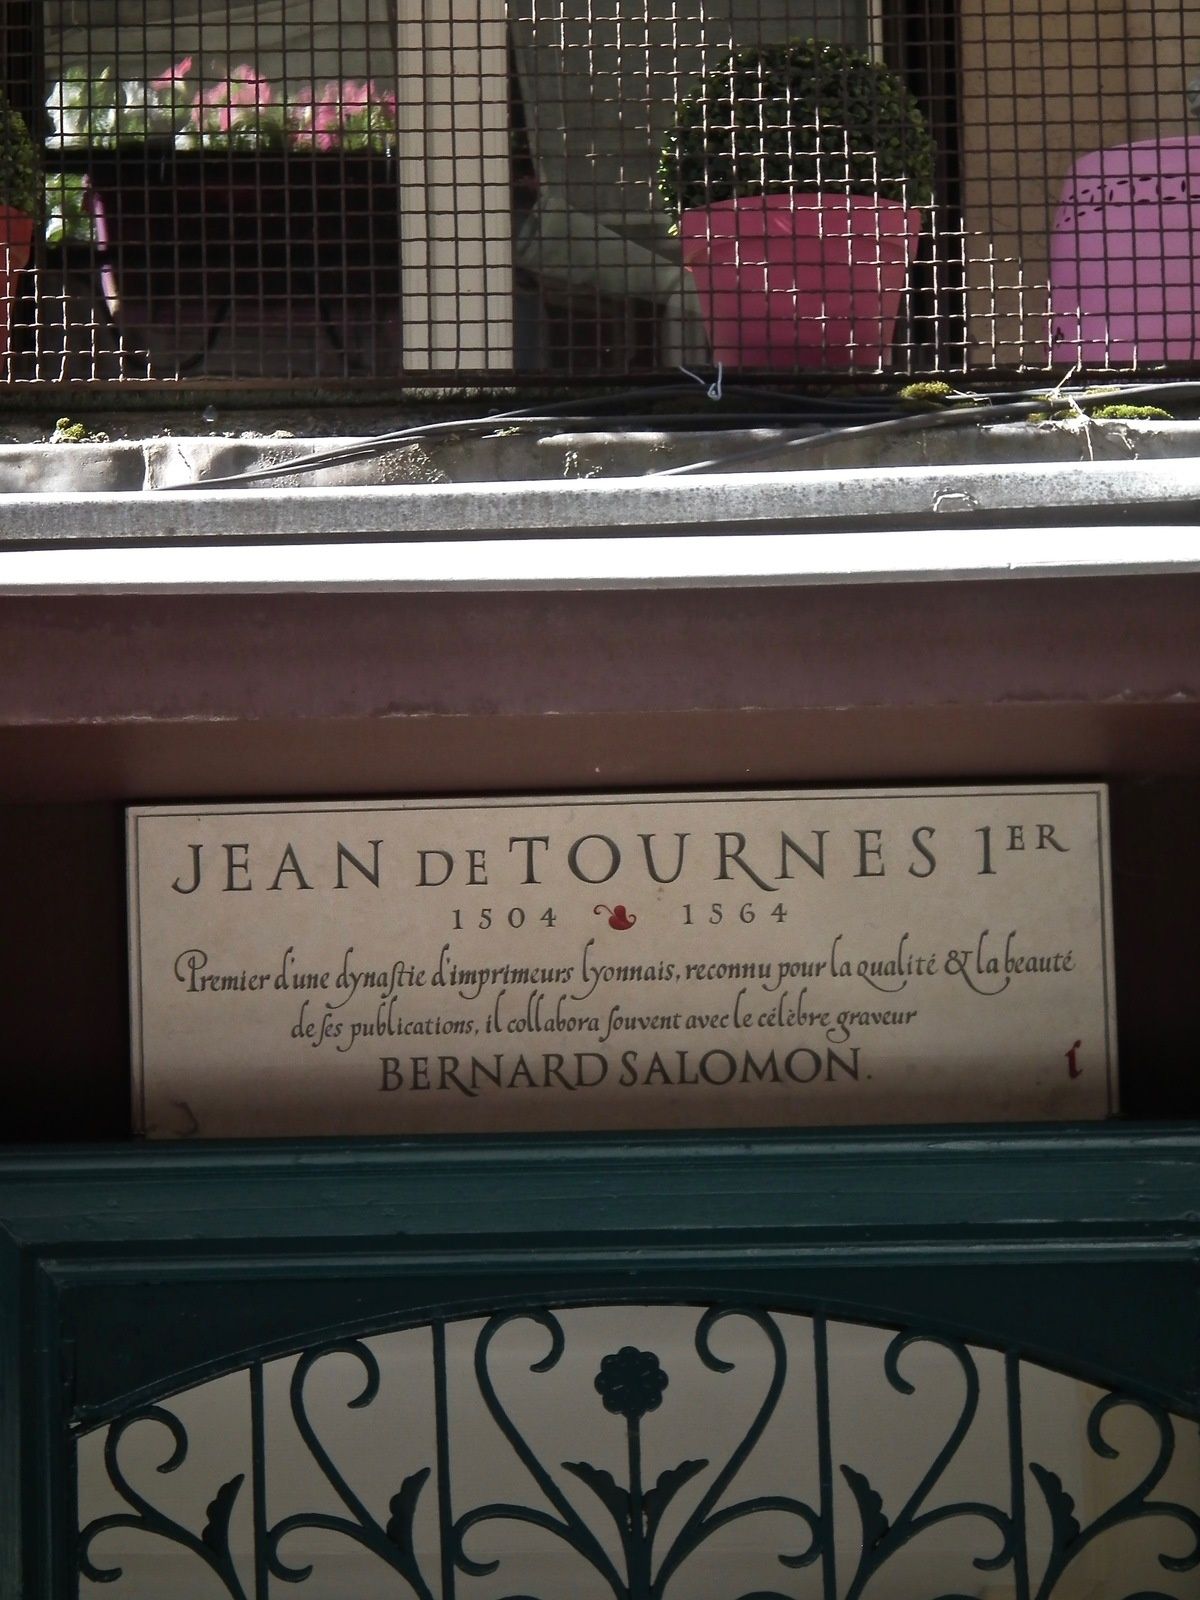 JEAN DE TOURNES 1ER
1504 1564
Premier d'une dynaſtie d'imprimeurs lyonnais, reconnu pour la qualité & la beauté
de ſes publications, il collabora ſouvent avec le célèbre graveur
BERNARD SALOMON.